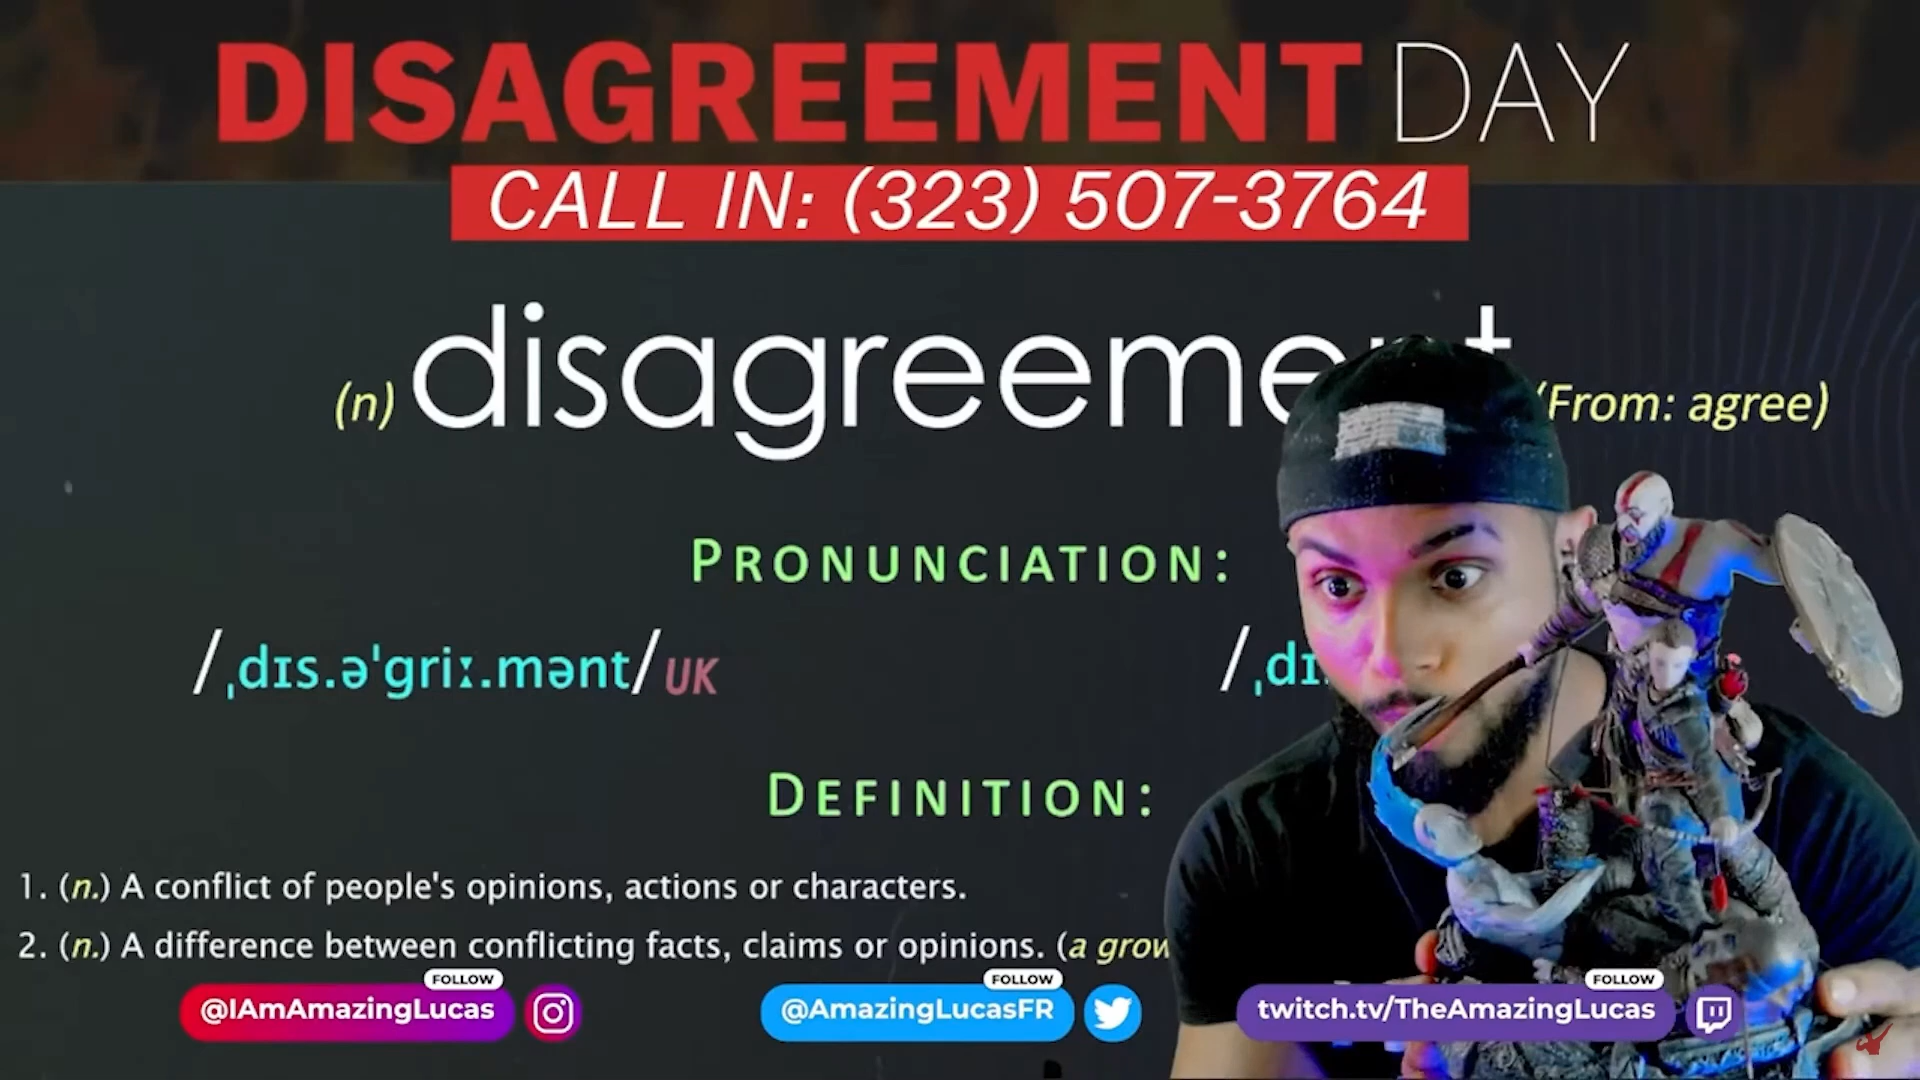 DISAGREEMENT DAY
CALL IN: (323) 507-3764
(n) disagreement (From: agree)
PRONUNCIATION:
/ˌdɪs.əˈɡriː.mənt/ UK /ˌdɪ
DEFINITION:
1. (n.) A conflict of people's opinions, actions or characters.
2. (n.) A difference between conflicting facts, claims or opinions. (a grow
FOLLOW FOLLOW FOLLOW
@IAmAmazingLucas @AmazingLucasFR twitch.tv/TheAmazingLucas